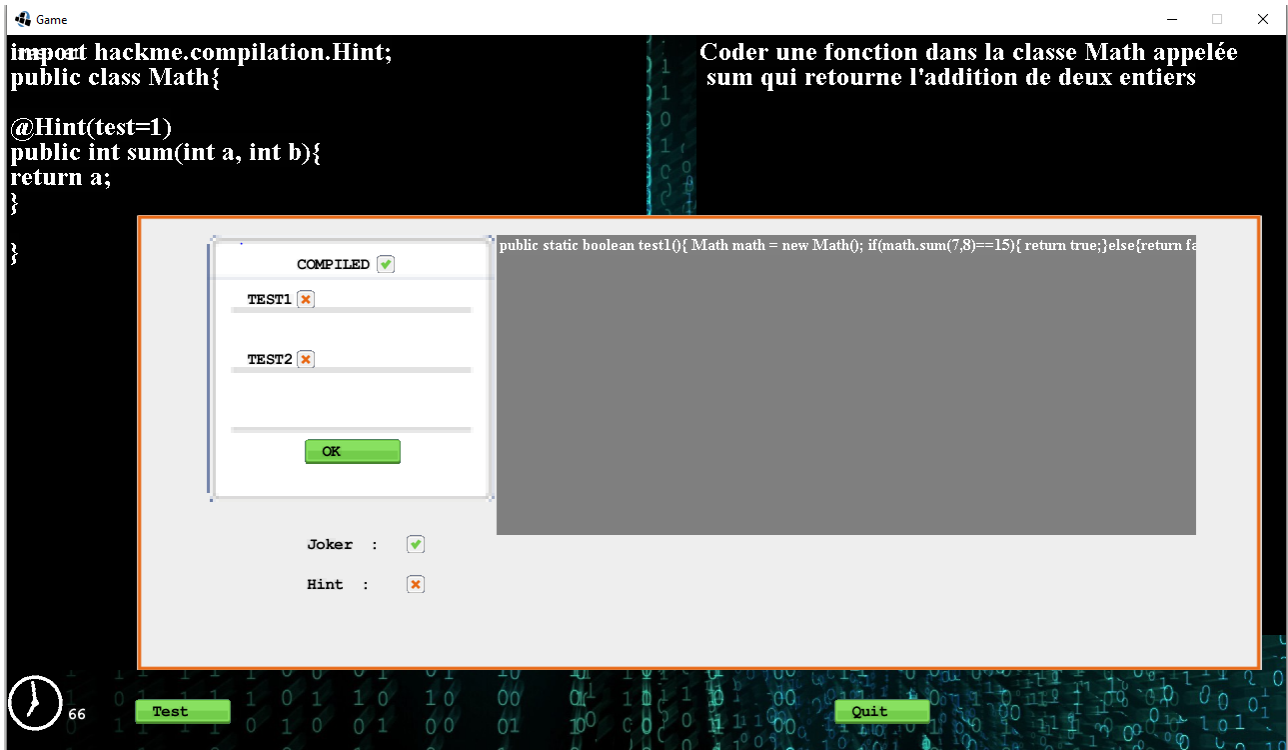 Game
import hackme.compilation.Hint;
public class Math{
@Hint(test=1)
public int sum(int a, int b){
return a;
}
}
Coder une fonction dans la classe Math appelée
sum qui retourne l'addition de deux entiers
COMPILED
TEST1
TEST2
OK
public static boolean test1(){ Math math = new Math(); if(math.sum(7,8)==15){ return true;}else{return fa
Joker :
Hint :
66
Test
Quit